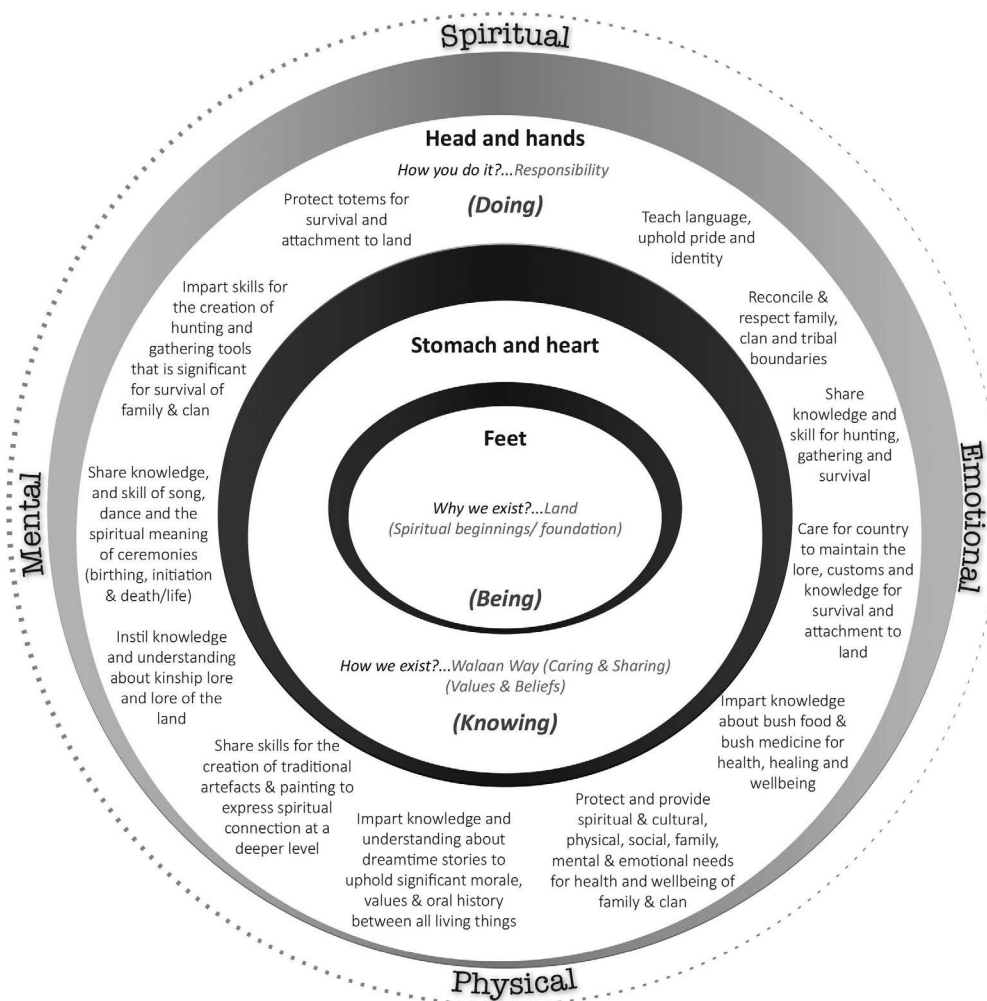 Spiritual
Head and hands
How you do it?...Responsibility
(Doing)
Protect totems for
survival and
attachment to land
Teach language,
uphold pride and
identity
Impart skills for
the creation of
hunting and
gathering tools
that is significant
for survival of
family & clan
Reconcile &
respect family,
clan and tribal
boundaries
Stomach and heart
Share
knowledge and
skill for hunting,
gathering and
survival
Feet
Mental
Emotional
Share knowledge,
and skill of song,
dance and the
spiritual meaning
of ceremonies
(birthing, initiation
& death/life)
Why we exist?...Land
(Spiritual beginnings/ foundation)
(Being)
Care for country
to maintain the
lore, customs and
knowledge for
survival and
attachment to
land
Instil knowledge
and understanding
about kinship lore
and lore of the
land
How we exist?...Walaan Way (Caring & Sharing)
(Values & Beliefs)
(Knowing)
Impart knowledge
about bush food &
bush medicine for
health, healing and
wellbeing
Share skills for the
creation of traditional
artefacts & painting to
express spiritual
connection at a
deeper level
Impart knowledge and
understanding about
dreamtime stories to
uphold significant morale,
values & oral history
between all living things
Protect and provide
spiritual & cultural,
physical, social, family,
mental & emotional needs
for health and wellbeing of
family & clan
Physical